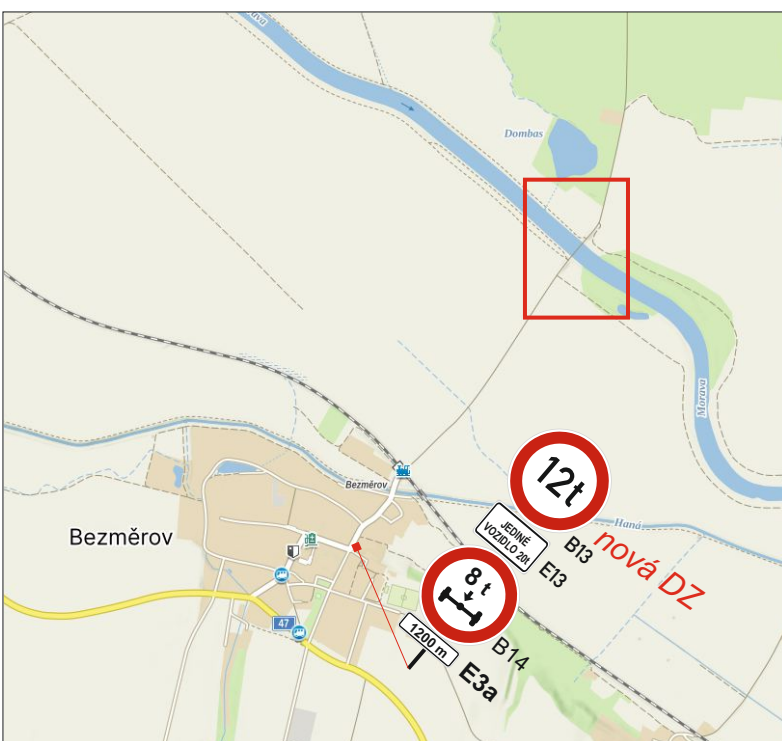 Morava
Dombas
Morava
12t
JEDINÉ
VOZIDLO 20t
B13
E13
nová DZ
Haná
Bezměrov
Bezměrov
8 t
B14
1200 m
E3a
47